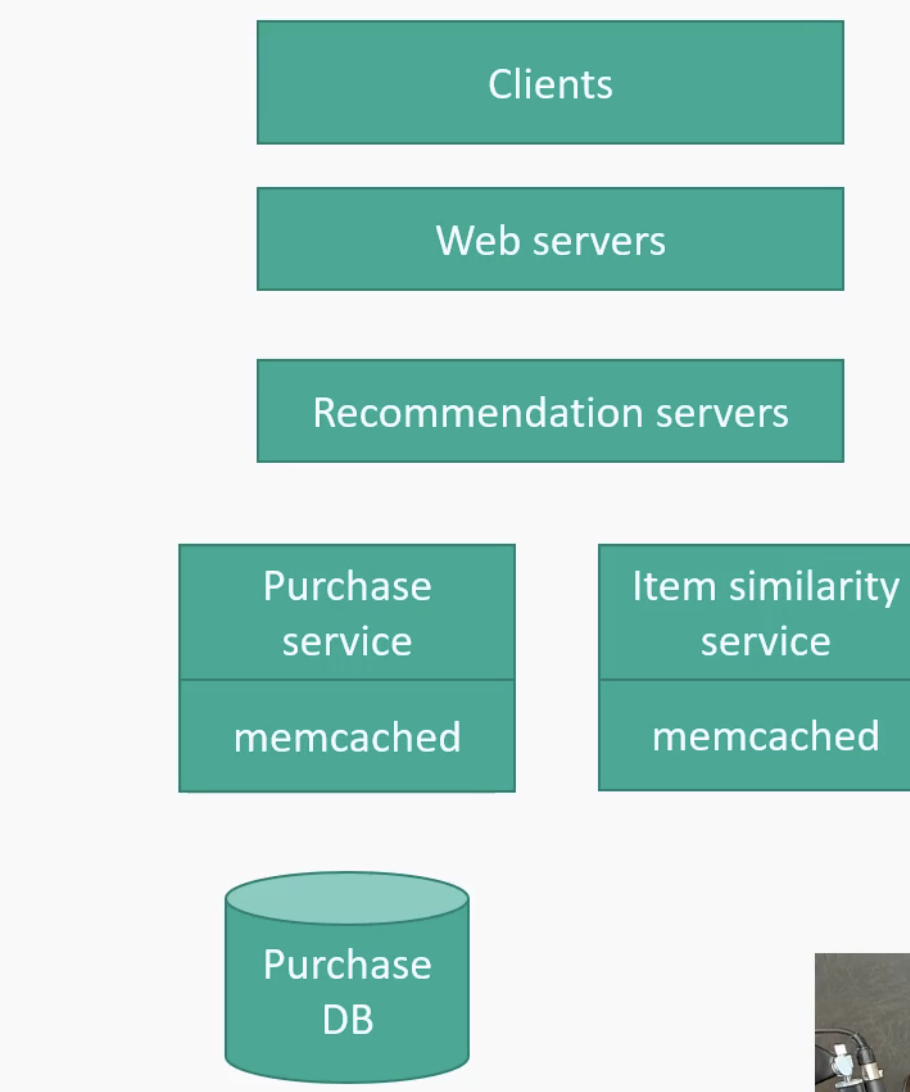 Clients
Web servers
Recommendation servers
Purchase
service
memcached
Item similarity
service
memcached
Purchase
DB